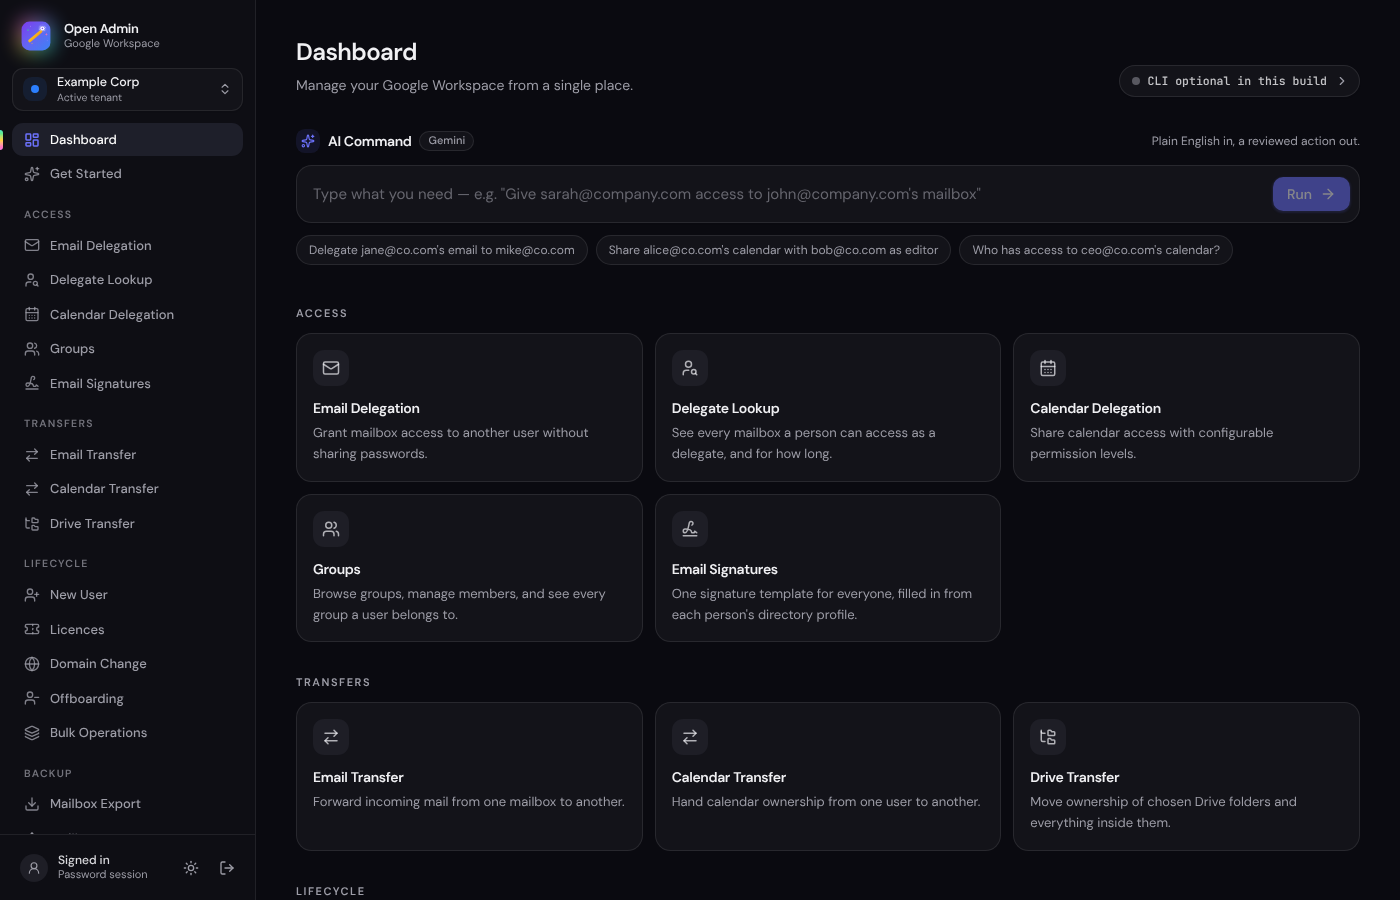 Open Admin
Google Workspace
Example Corp
Active tenant
Dashboard
Get Started
ACCESS
Email Delegation
Delegate Lookup
Calendar Delegation
Groups
Email Signatures
TRANSFERS
Email Transfer
Calendar Transfer
Drive Transfer
LIFECYCLE
New User
Licences
Domain Change
Offboarding
Bulk Operations
BACKUP
Mailbox Export
Signed in
Password session
Dashboard
Manage your Google Workspace from a single place.
CLI optional in this build
AI Command
Gemini
Plain English in, a reviewed action out.
Type what you need — e.g. "Give sarah@company.com access to john@company.com's mailbox"
Run
Delegate jane@co.com's email to mike@co.com
Share alice@co.com's calendar with bob@co.com as editor
Who has access to ceo@co.com's calendar?
ACCESS
Email Delegation
Grant mailbox access to another user without
sharing passwords.
Delegate Lookup
See every mailbox a person can access as a
delegate, and for how long.
Calendar Delegation
Share calendar access with configurable
permission levels.
Groups
Browse groups, manage members, and see every
group a user belongs to.
Email Signatures
One signature template for everyone, filled in from
each person's directory profile.
TRANSFERS
Email Transfer
Forward incoming mail from one mailbox to another.
Calendar Transfer
Hand calendar ownership from one user to another.
Drive Transfer
Move ownership of chosen Drive folders and
everything inside them.
LIFECYCLE